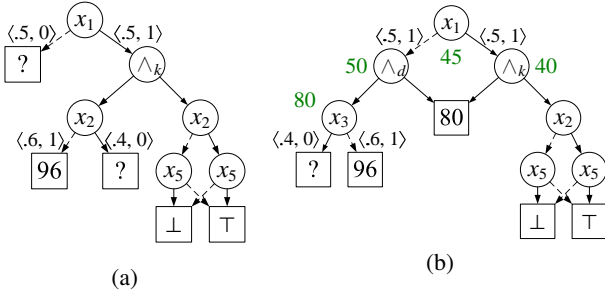 x₁
⟨.5, 0⟩ ⟨.5, 1⟩
? ∧ₖ
x₂ x₂
⟨.6, 1⟩ ⟨.4, 0⟩
96 ? x₅ x₅
⊥ ⊤
(a)
x₁
⟨.5, 1⟩ 45 ⟨.5, 1⟩
50 ∧d ∧ₖ 40
80
x₃ 80 x₂
⟨.4, 0⟩ ⟨.6, 1⟩
? 96 x₅ x₅
⊥ ⊤
(b)